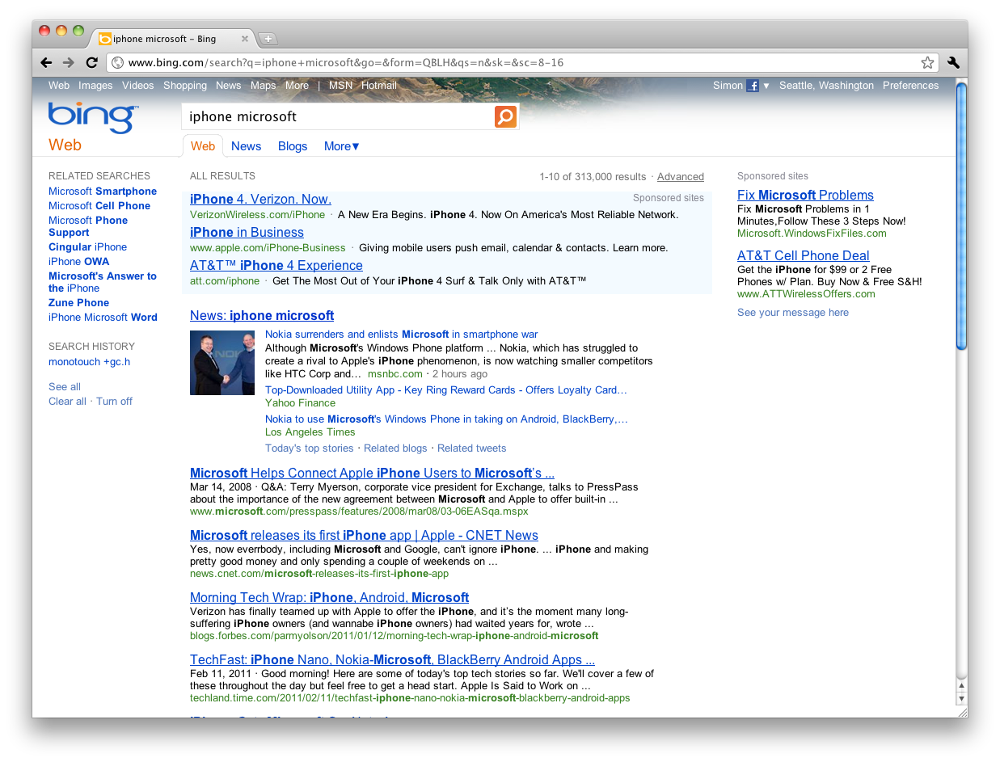 iphone microsoft – Bing
www.bing.com/search?q=iphone+microsoft&go=&form=QBLH&qs=n&sk=&sc=8-16
Web Images Videos Shopping News Maps More | MSN Hotmail
Simon f ▼ Seattle, Washington Preferences
bing™
iphone microsoft
Web
Web News Blogs More▼
RELATED SEARCHES
Microsoft Smartphone
Microsoft Cell Phone
Microsoft Phone
Support
Cingular iPhone
iPhone OWA
Microsoft's Answer to
the iPhone
Zune Phone
iPhone Microsoft Word
SEARCH HISTORY
monotouch +gc.h
See all
Clear all · Turn off
ALL RESULTS
1-10 of 313,000 results · Advanced
iPhone 4. Verizon. Now.
Sponsored sites
VerizonWireless.com/iPhone · A New Era Begins. iPhone 4. Now On America's Most Reliable Network.
iPhone in Business
www.apple.com/iPhone-Business · Giving mobile users push email, calendar & contacts. Learn more.
AT&T™ iPhone 4 Experience
att.com/iphone · Get The Most Out of Your iPhone 4 Surf & Talk Only with AT&T™
News: iphone microsoft
NOK
Nokia surrenders and enlists Microsoft in smartphone war
Although Microsoft's Windows Phone platform ... Nokia, which has struggled to
create a rival to Apple's iPhone phenomenon, is now watching smaller competitors
like HTC Corp and… msnbc.com · 2 hours ago
Top-Downloaded Utility App - Key Ring Reward Cards - Offers Loyalty Card…
Yahoo Finance
Nokia to use Microsoft's Windows Phone in taking on Android, BlackBerry,…
Los Angeles Times
Today's top stories · Related blogs · Related tweets
Microsoft Helps Connect Apple iPhone Users to Microsoft's ...
Mar 14, 2008 · Q&A: Terry Myerson, corporate vice president for Exchange, talks to PressPass
about the importance of the new agreement between Microsoft and Apple to offer built-in ...
www.microsoft.com/presspass/features/2008/mar08/03-06EASqa.mspx
Microsoft releases its first iPhone app | Apple - CNET News
Yes, now everrbody, including Microsoft and Google, can't ignore iPhone. ... iPhone and making
pretty good money and only spending a couple of weekends on ...
news.cnet.com/microsoft-releases-its-first-iphone-app
Morning Tech Wrap: iPhone, Android, Microsoft
Verizon has finally teamed up with Apple to offer the iPhone, and it's the moment many long-
suffering iPhone owners (and wannabe iPhone owners) had waited years for, wrote ...
blogs.forbes.com/parmyolson/2011/01/12/morning-tech-wrap-iphone-android-microsoft
TechFast: iPhone Nano, Nokia-Microsoft, BlackBerry Android Apps ...
Feb 11, 2011 · Good morning! Here are some of today's top tech stories so far. We'll cover a few of
these throughout the day but feel free to get a head start. Apple Is Said to Work on ...
techland.time.com/2011/02/11/techfast-iphone-nano-nokia-microsoft-blackberry-android-apps
Sponsored sites
Fix Microsoft Problems
Fix Microsoft Problems in 1
Minutes,Follow These 3 Steps Now!
Microsoft.WindowsFixFiles.com
AT&T Cell Phone Deal
Get the iPhone for $99 or 2 Free
Phones w/ Plan. Buy Now & Free S&H!
www.ATTWirelessOffers.com
See your message here